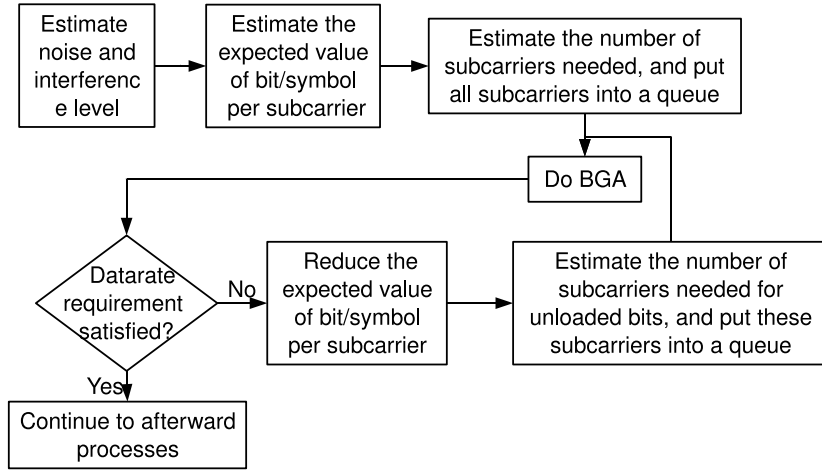 Estimate
noise and
interferenc
e level
Estimate the
expected value
of bit/symbol
per subcarrier
Estimate the number of
subcarriers needed, and put
all subcarriers into a queue
Do BGA
Datarate
requirement
satisfied?
No
Reduce the
expected value
of bit/symbol
per subcarrier
Estimate the number of
subcarriers needed for
unloaded bits, and put these
subcarriers into a queue
Yes
Continue to afterward
processes